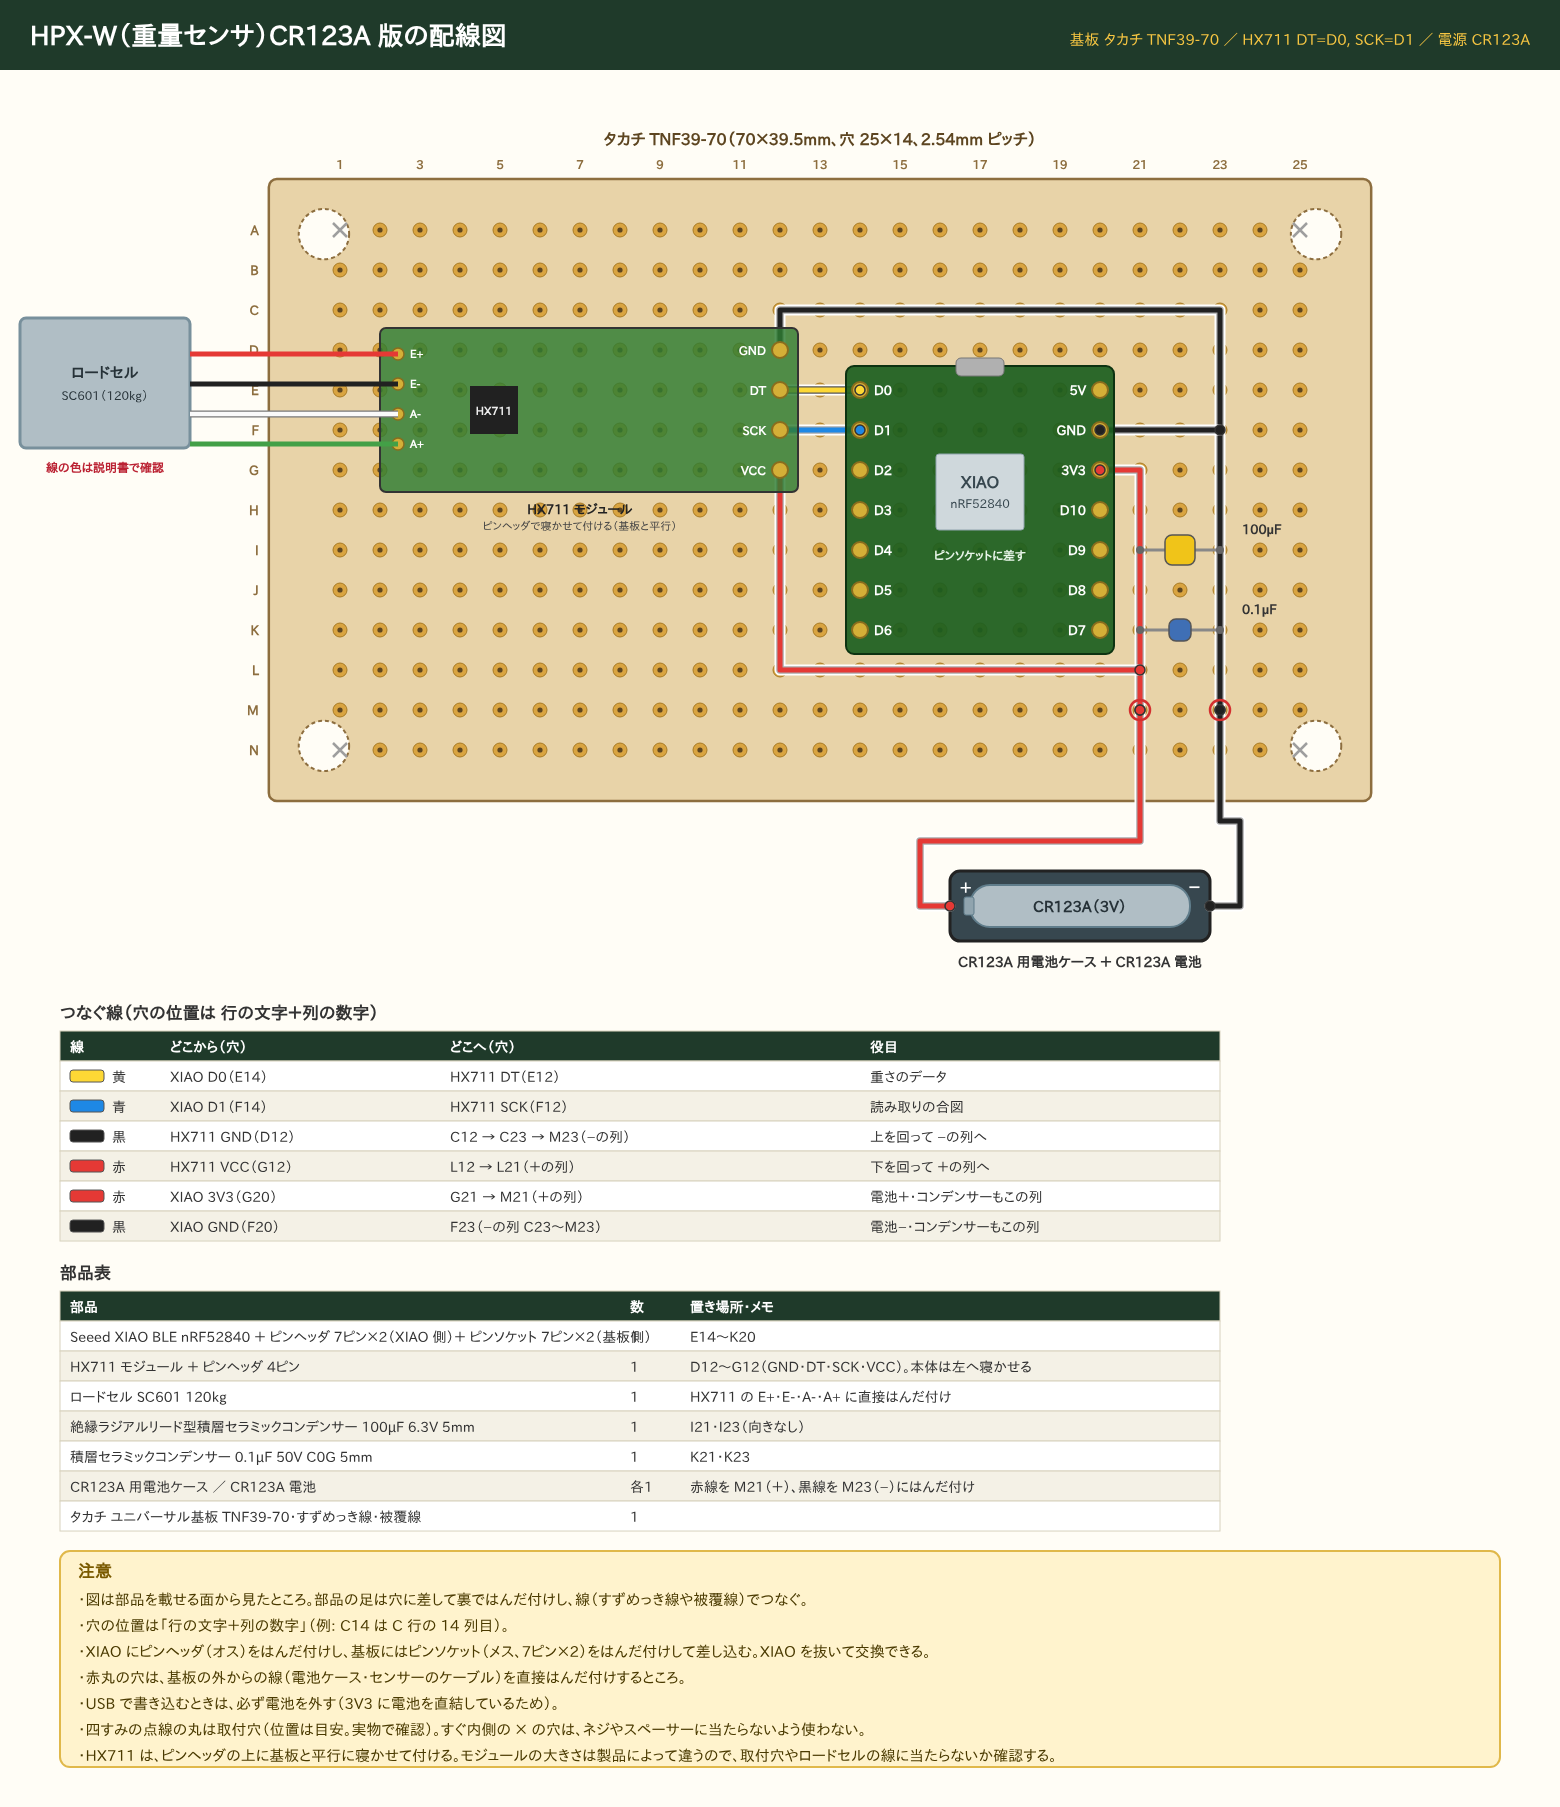 HPX-W（重量センサ）CR123A 版の配線図
基板 タカチ TNF39-70 ／ HX711 DT=D0, SCK=D1 ／ 電源 CR123A
タカチ TNF39-70（70×39.5mm、穴 25×14、2.54mm ピッチ）
1 3 5 7 9 11 13 15 17 19 21 23 25
A
B
C
D
E
F
G
H
I
J
K
L
M
N
ロードセル
SC601（120kg）
線の色は説明書で確認
E+
E-
A-
A+
HX711
GND
DT
SCK
VCC
HX711 モジュール
ピンヘッダで寝かせて付ける（基板と平行）
D0
D1
D2
D3
D4
D5
D6
5V
GND
3V3
D10
D9
D8
D7
XIAO
nRF52840
ピンソケットに差す
100µF
0.1µF
+ −
CR123A（3V）
CR123A 用電池ケース ＋ CR123A 電池
つなぐ線（穴の位置は 行の文字＋列の数字）
線 どこから（穴） どこへ（穴） 役目
黄 XIAO D0（E14） HX711 DT（E12） 重さのデータ
青 XIAO D1（F14） HX711 SCK（F12） 読み取りの合図
黒 HX711 GND（D12） C12 → C23 → M23（−の列） 上を回って −の列へ
赤 HX711 VCC（G12） L12 → L21（＋の列） 下を回って ＋の列へ
赤 XIAO 3V3（G20） G21 → M21（＋の列） 電池＋・コンデンサーもこの列
黒 XIAO GND（F20） F23（−の列 C23〜M23） 電池−・コンデンサーもこの列
部品表
部品 数 置き場所・メモ
Seeed XIAO BLE nRF52840 ＋ ピンヘッダ 7ピン×2（XIAO 側）＋ ピンソケット 7ピン×2（基板側） E14〜K20
HX711 モジュール ＋ ピンヘッダ 4ピン 1 D12〜G12（GND・DT・SCK・VCC）。本体は左へ寝かせる
ロードセル SC601 120kg 1 HX711 の E+・E-・A-・A+ に直接はんだ付け
絶縁ラジアルリード型積層セラミックコンデンサー 100µF 6.3V 5mm 1 I21・I23（向きなし）
積層セラミックコンデンサー 0.1µF 50V C0G 5mm 1 K21・K23
CR123A 用電池ケース ／ CR123A 電池 各1 赤線を M21（＋）、黒線を M23（−）にはんだ付け
タカチ ユニバーサル基板 TNF39-70・すずめっき線・被覆線 1
注意
・図は部品を載せる面から見たところ。部品の足は穴に差して裏ではんだ付けし、線（すずめっき線や被覆線）でつなぐ。
・穴の位置は「行の文字＋列の数字」（例: C14 は C 行の 14 列目）。
・XIAO にピンヘッダ（オス）をはんだ付けし、基板にはピンソケット（メス、7ピン×2）をはんだ付けして差し込む。XIAO を抜いて交換できる。
・赤丸の穴は、基板の外からの線（電池ケース・センサーのケーブル）を直接はんだ付けするところ。
・USB で書き込むときは、必ず電池を外す（3V3 に電池を直結しているため）。
・四すみの点線の丸は取付穴（位置は目安。実物で確認）。すぐ内側の × の穴は、ネジやスペーサーに当たらないよう使わない。
・HX711 は、ピンヘッダの上に基板と平行に寝かせて付ける。モジュールの大きさは製品によって違うので、取付穴やロードセルの線に当たらないか確認する。